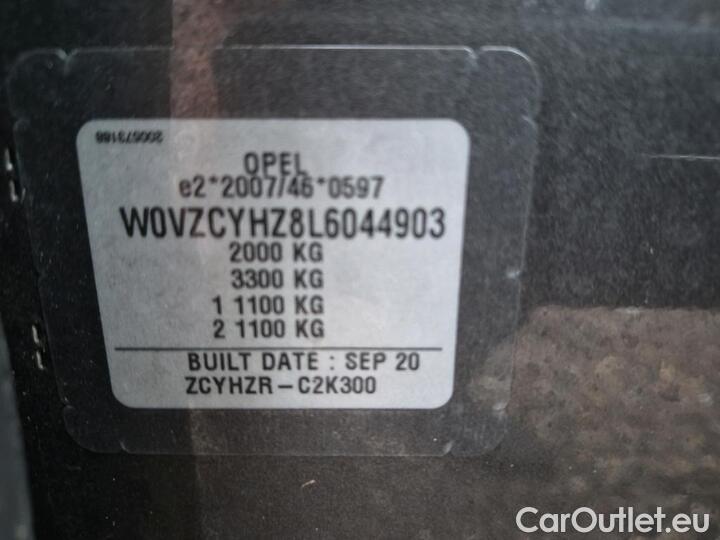 200573188
OPEL
e2*2007/46*0597
W0VZCYHZ8L6044903
2000 KG
3300 KG
1 1100 KG
2 1100 KG
BUILT DATE : SEP 20
ZCYHZR-C2K300
CarOutlet.eu